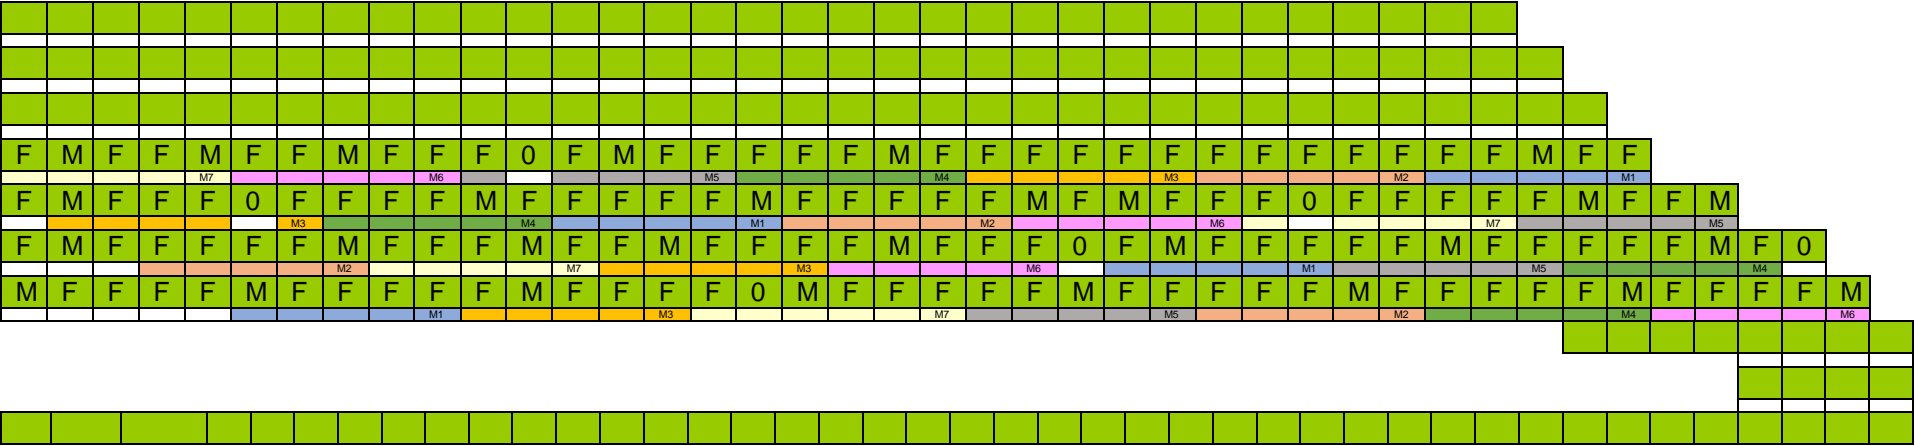 F M F F M F F M F F F 0 F M F F F F F M F F F F F F F F F F F F F M F F
M7 M6 M5 M4 M3 M2 M1
F M F F F 0 F F F F M F F F F F M F F F F F M F M F F F 0 F F F F F M F F M
M3 M4 M1 M2 M6 M7 M5
F M F F F F F M F F F M F F M F F F F M F F F 0 F M F F F F F M F F F F F M F 0
M2 M7 M3 M6 M1 M5 M4
M F F F F M F F F F F M F F F F 0 M F F F F F M F F F F F M F F F F F M F F F F M
M1 M3 M7 M5 M2 M4 M6